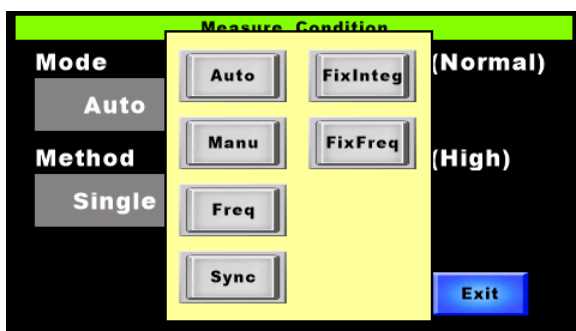 Measure Condition
Mode
Auto
Method
Single
Auto
FixInteg
Manu
FixFreq
Freq
Sync
(Normal)
(High)
Exit